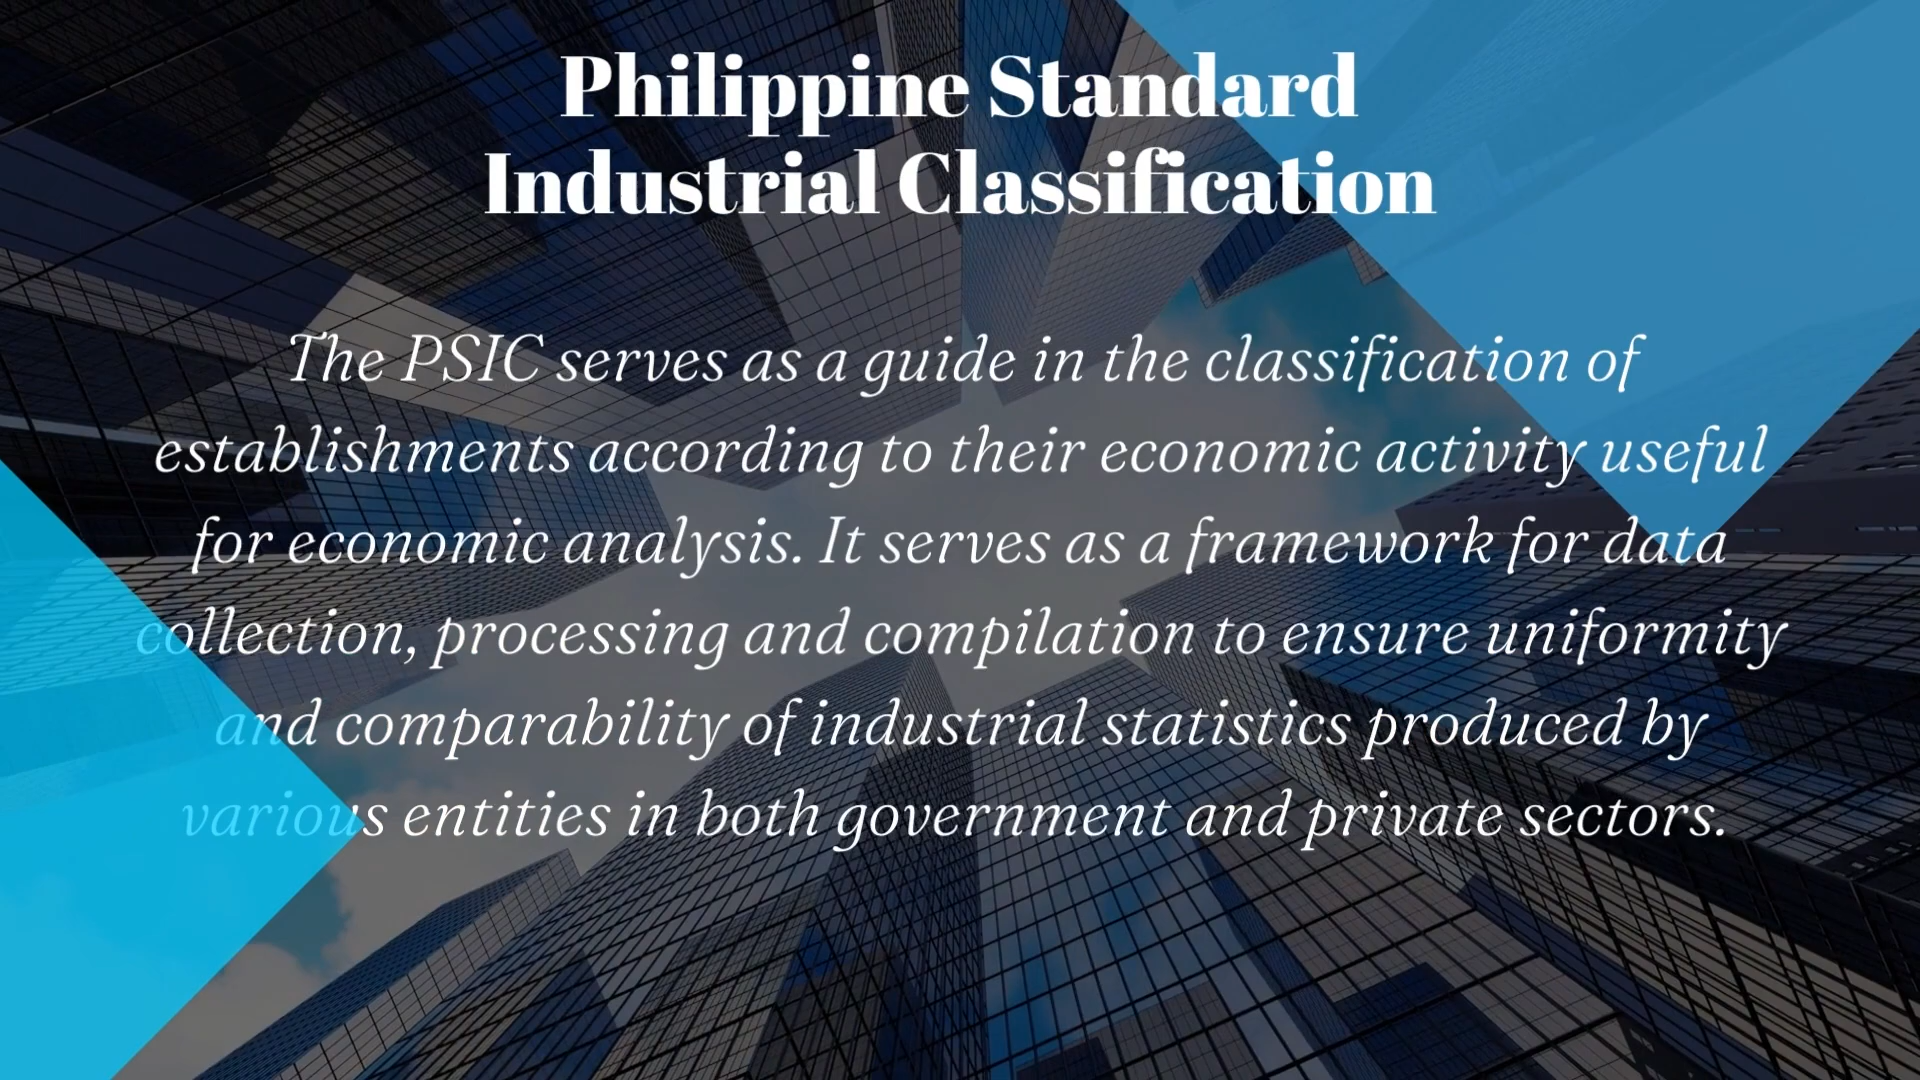 Philippine Standard
Industrial Classification
The PSIC serves as a guide in the classification of
establishments according to their economic activity useful
for economic analysis. It serves as a framework for data
collection, processing and compilation to ensure uniformity
and comparability of industrial statistics produced by
various entities in both government and private sectors.